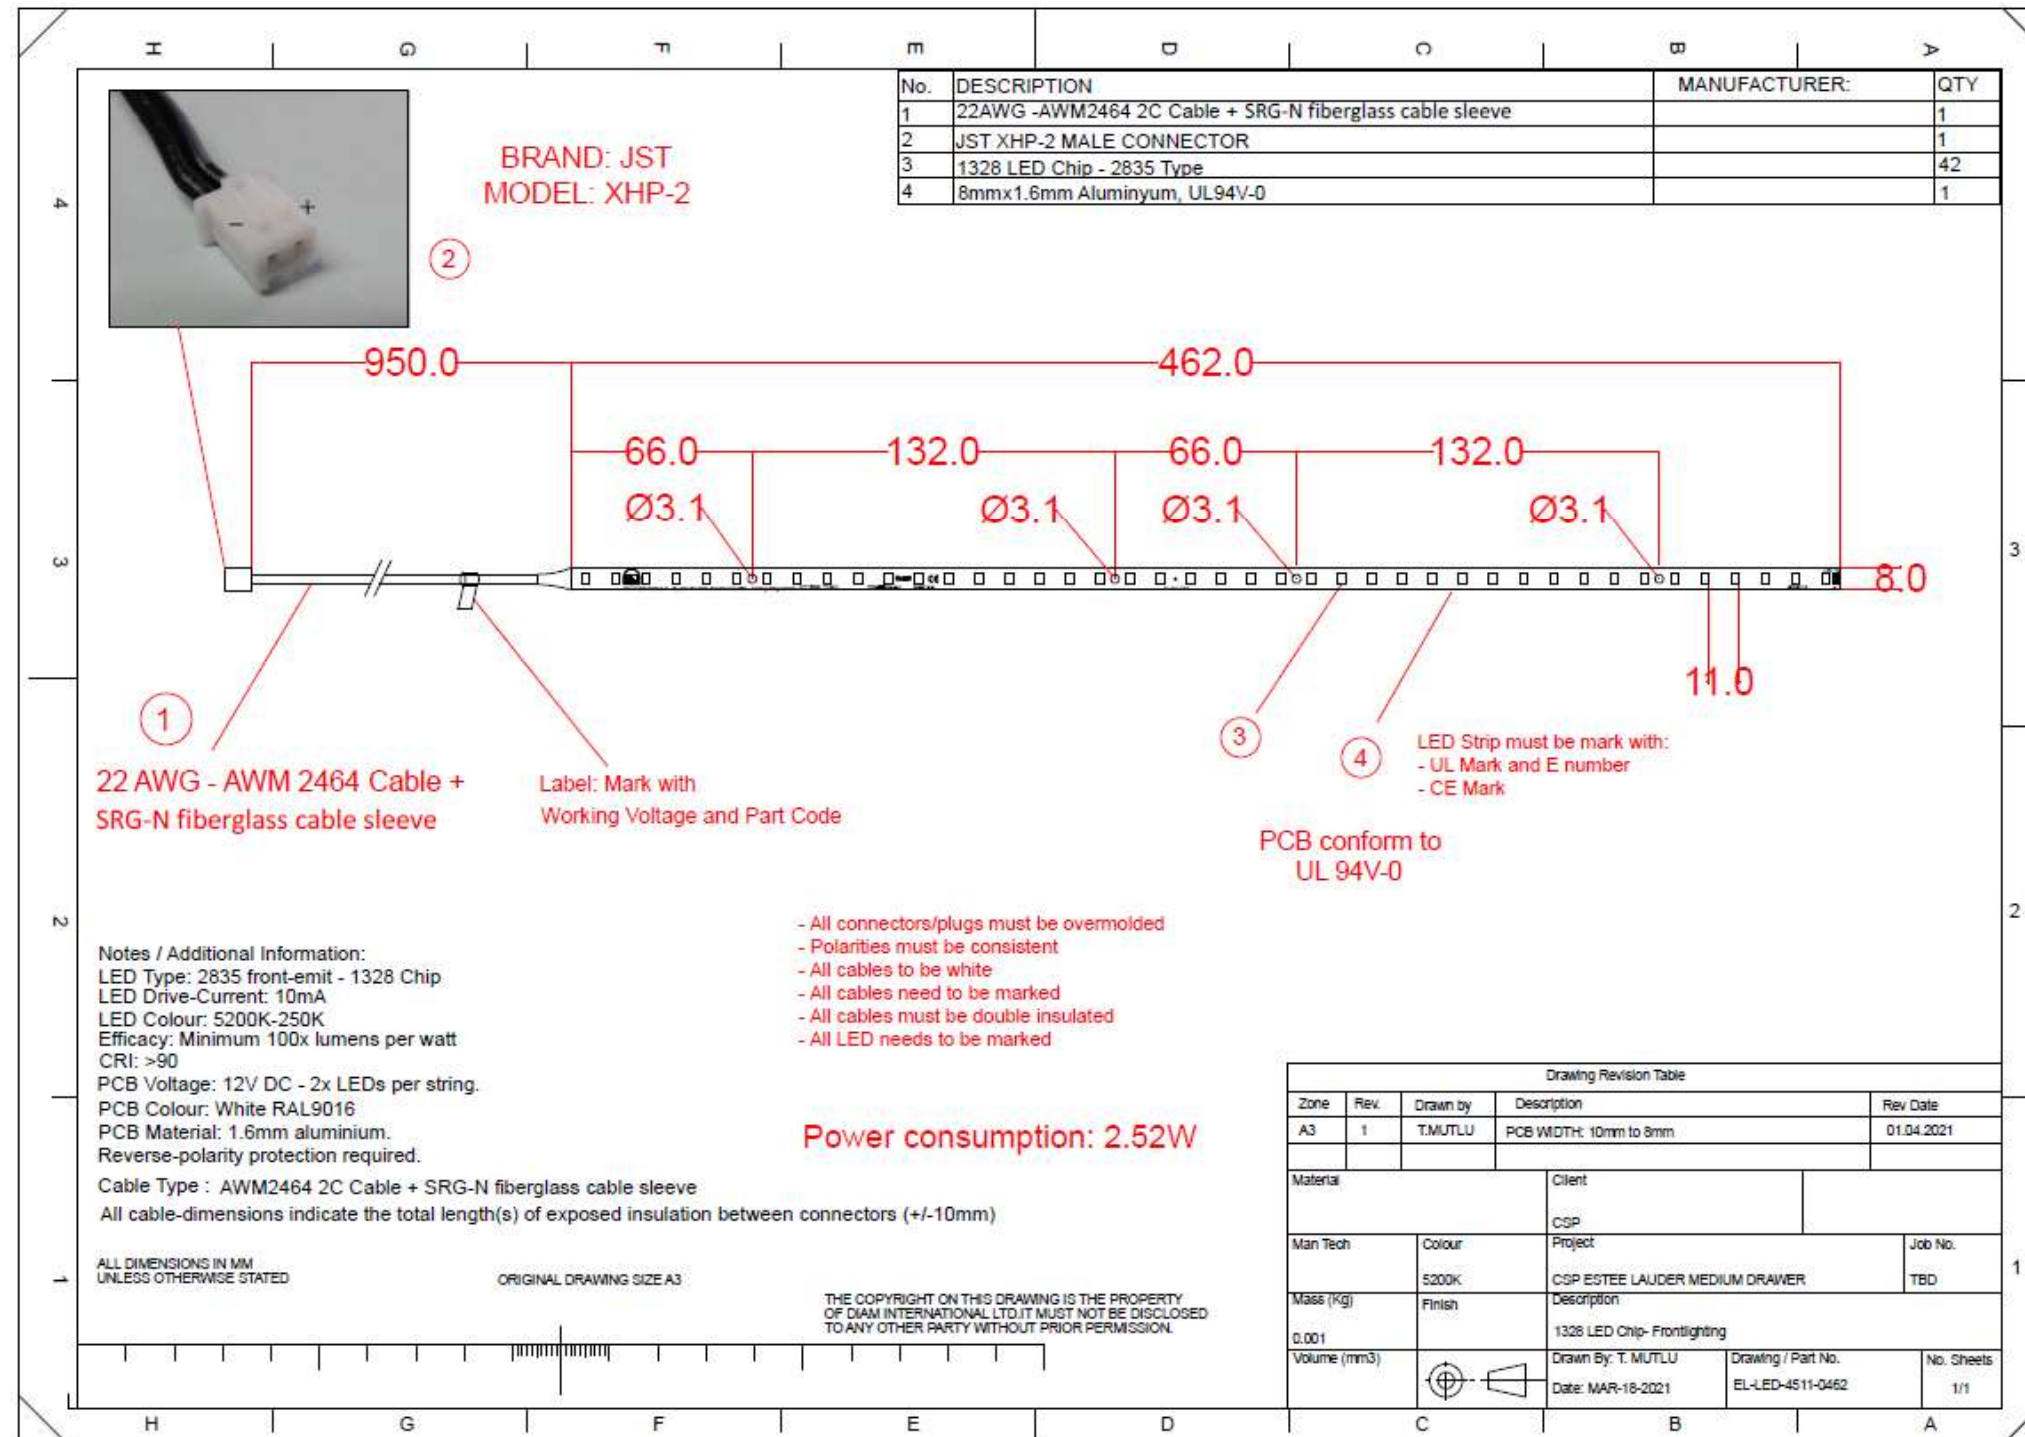 H G F E D C B A
No. DESCRIPTION MANUFACTURER: QTY
1 22AWG -AWM2464 2C Cable + SRG-N fiberglass cable sleeve 1
2 JST XHP-2 MALE CONNECTOR 1
3 1328 LED Chip - 2835 Type 42
4 8mmx1.6mm Aluminyum, UL94V-0 1
- +
BRAND: JST
MODEL: XHP-2
2
4
950.0 462.0
66.0 132.0 66.0 132.0
Ø3.1 Ø3.1 Ø3.1 Ø3.1
3 3
8.0
11.0
1
22 AWG - AWM 2464 Cable +
SRG-N fiberglass cable sleeve
Label: Mark with
Working Voltage and Part Code
3
4
LED Strip must be mark with:
- UL Mark and E number
- CE Mark
PCB conform to
UL 94V-0
2 2
- All connectors/plugs must be overmolded
- Polarities must be consistent
- All cables to be white
- All cables need to be marked
- All cables must be double insulated
- All LED needs to be marked
Notes / Additional Information:
LED Type: 2835 front-emit - 1328 Chip
LED Drive-Current: 10mA
LED Colour: 5200K-250K
Efficacy: Minimum 100x lumens per watt
CRI: >90
PCB Voltage: 12V DC - 2x LEDs per string.
PCB Colour: White RAL9016
PCB Material: 1.6mm aluminium.
Reverse-polarity protection required.
Cable Type : AWM2464 2C Cable + SRG-N fiberglass cable sleeve
All cable-dimensions indicate the total length(s) of exposed insulation between connectors (+/-10mm)
Power consumption: 2.52W
ALL DIMENSIONS IN MM
UNLESS OTHERWISE STATED
ORIGINAL DRAWING SIZE A3
THE COPYRIGHT ON THIS DRAWING IS THE PROPERTY
OF DIAM INTERNATIONAL LTD.IT MUST NOT BE DISCLOSED
TO ANY OTHER PARTY WITHOUT PRIOR PERMISSION.
Drawing Revision Table
Zone Rev. Drawn by Description Rev Date
A3 1 T.MUTLU PCB WIDTH: 10mm to 8mm 01.04.2021
Material Client
CSP
Man Tech Colour Project Job No.
5200K CSP ESTEE LAUDER MEDIUM DRAWER TBD
Mass (Kg) Finish Description
0.001 1328 LED Chip- Frontlighting
Volume (mm3) Drawn By: T. MUTLU Drawing / Part No. No. Sheets
Date: MAR-18-2021 EL-LED-4511-0462 1/1
1 1
H G F E D C B A